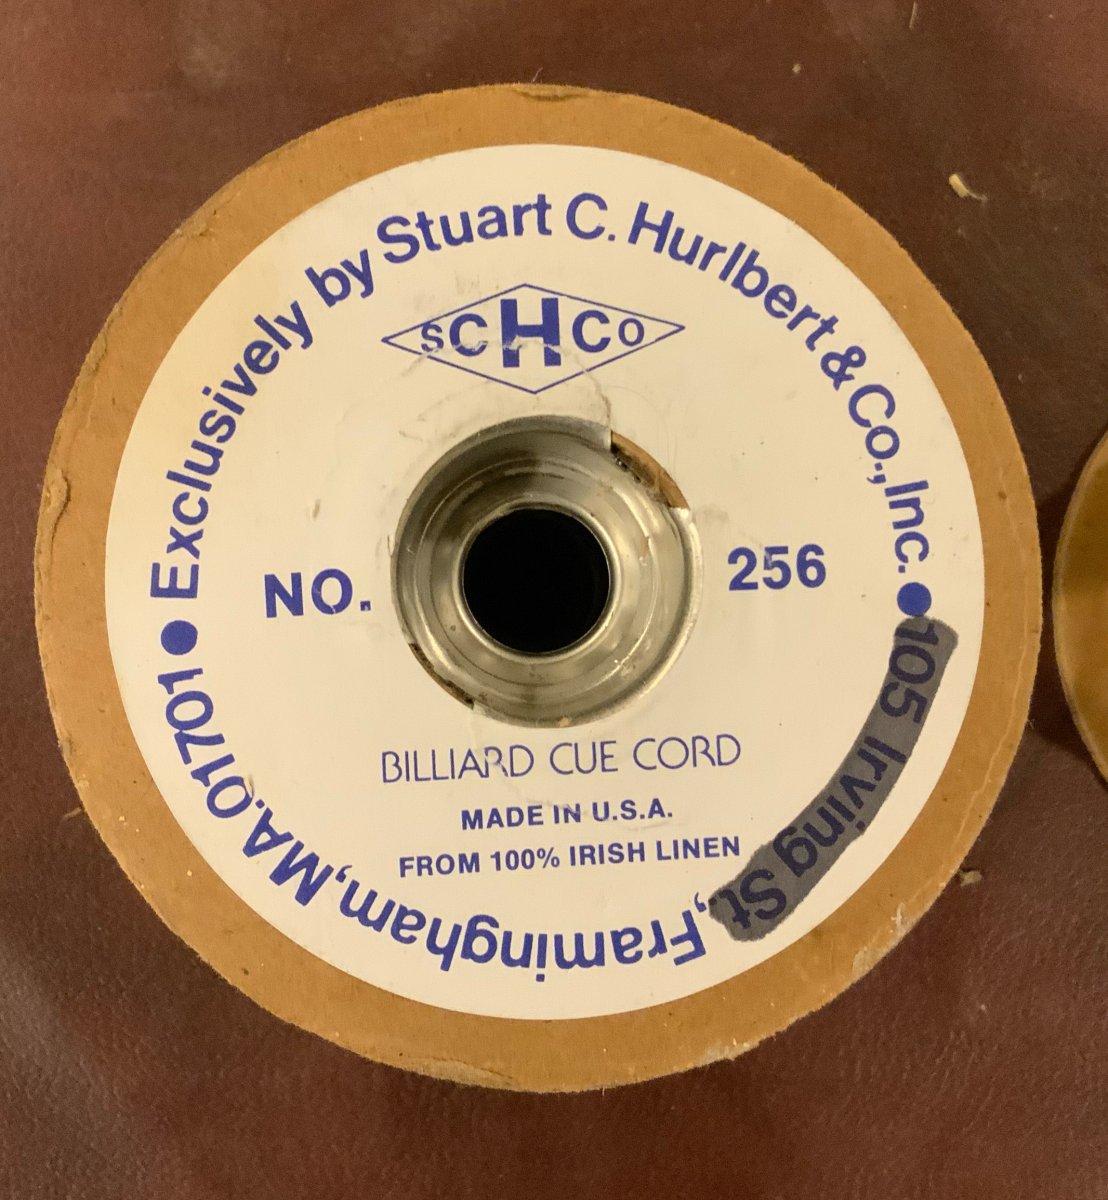 Exclusively by Stuart C. Hurlbert & Co., Inc.
SCHCO
NO. 256
BILLIARD CUE CORD
MADE IN U.S.A.
FROM 100% IRISH LINEN
● 105 Irving St., Framingham, MA. 01701 ●